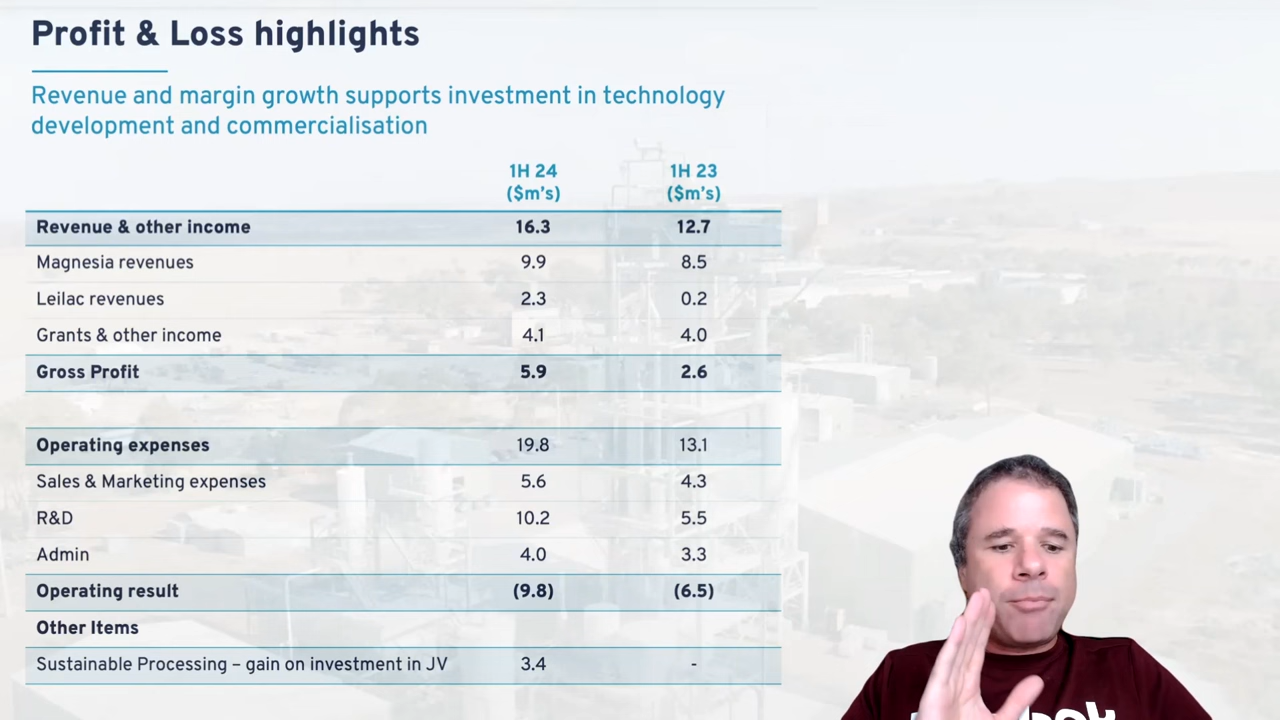 Profit & Loss highlights
Revenue and margin growth supports investment in technology
development and commercialisation
1H 24 1H 23
($m's) ($m's)
Revenue & other income 16.3 12.7
Magnesia revenues 9.9 8.5
Leilac revenues 2.3 0.2
Grants & other income 4.1 4.0
Gross Profit 5.9 2.6
Operating expenses 19.8 13.1
Sales & Marketing expenses 5.6 4.3
R&D 10.2 5.5
Admin 4.0 3.3
Operating result (9.8) (6.5)
Other Items
Sustainable Processing – gain on investment in JV 3.4 -